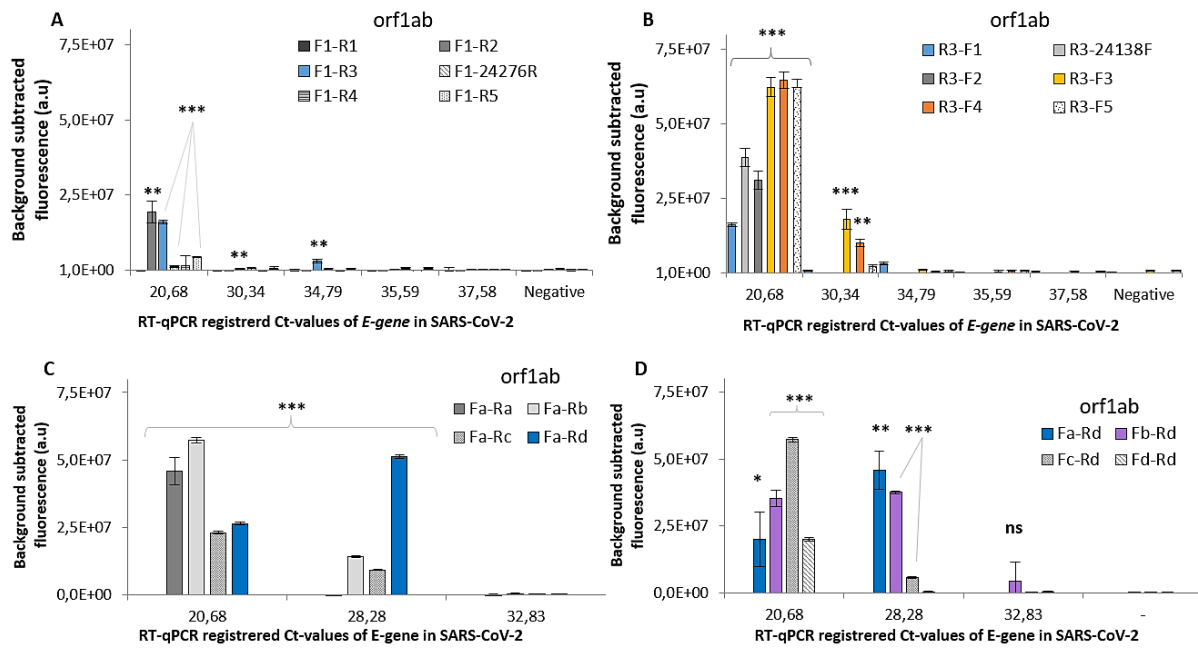 A
orf1ab
Background subtracted
fluorescence (a.u)
7,5E+07
5,0E+07
2,5E+07
1,0E+00
F1-R1
F1-R2
F1-R3
F1-24276R
F1-R4
F1-R5
***
**
**
**
20,68
30,34
34,79
35,59
37,58
Negative
RT-qPCR registrerd Ct-values of E-gene in SARS-CoV-2
B
orf1ab
Background subtracted
fluorescence (a.u)
7,5E+07
5,0E+07
2,5E+07
1,0E+00
R3-F1
R3-24138F
R3-F2
R3-F3
R3-F4
R3-F5
***
***
**
20,68
30,34
34,79
35,59
37,58
Negative
RT-qPCR registrerd Ct-values of E-gene in SARS-CoV-2
C
orf1ab
Background subtracted
fluorescence (a.u)
7,5E+07
5,0E+07
2,5E+07
0,0E+00
Fa-Ra
Fa-Rb
Fa-Rc
Fa-Rd
***
20,68
28,28
32,83
RT-qPCR registrerd Ct-values of E-gene in SARS-CoV-2
D
orf1ab
Background subtracted
fluorescence (a.u)
7,5E+07
5,0E+07
2,5E+07
0,0E+00
Fa-Rd
Fb-Rd
Fc-Rd
Fd-Rd
***
*
**
***
ns
20,68
28,28
32,83
-
RT-qPCR registrerd Ct-values of E-gene in SARS-CoV-2